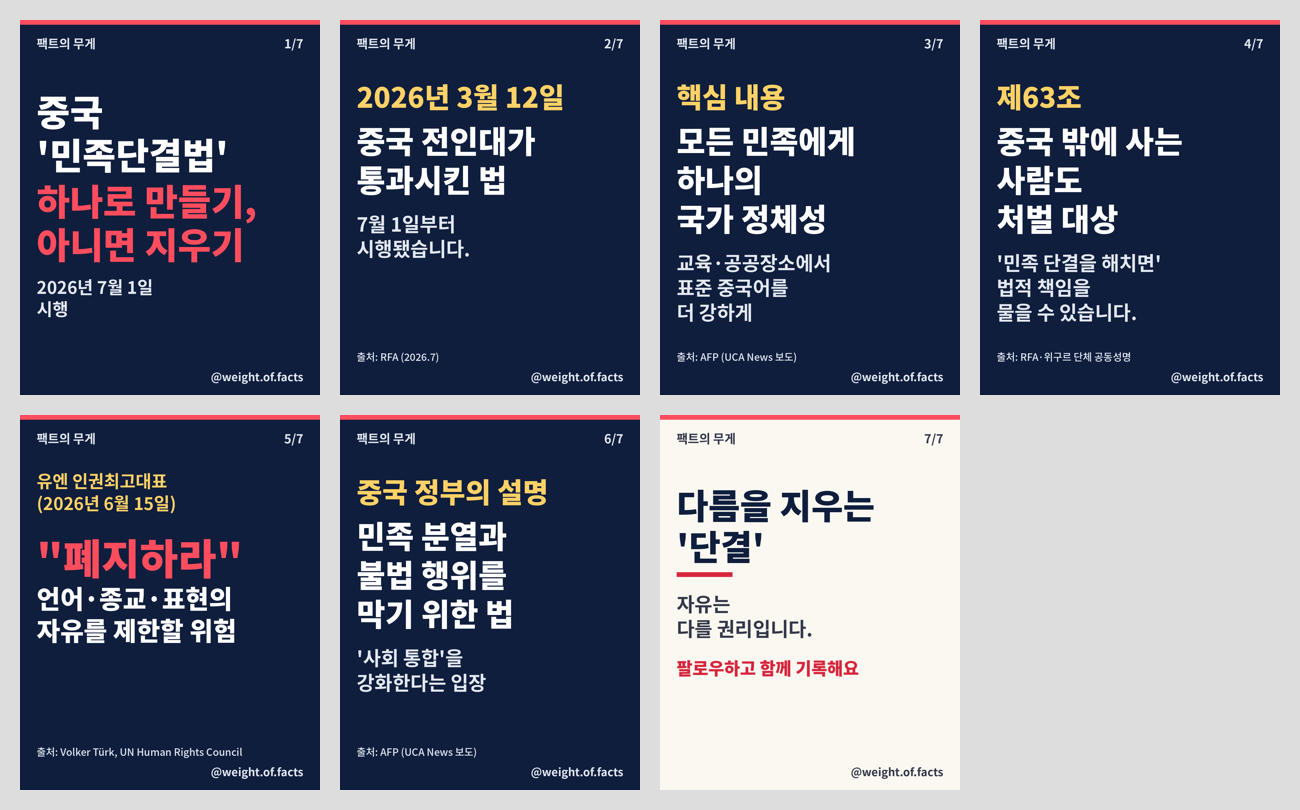 팩트의 무게
1/7
중국
'민족단결법'
하나로 만들기,
아니면 지우기
2026년 7월 1일
시행
@weight.of.facts
팩트의 무게
2/7
2026년 3월 12일
중국 전인대가
통과시킨 법
7월 1일부터
시행됐습니다.
출처: RFA (2026.7)
@weight.of.facts
팩트의 무게
3/7
핵심 내용
모든 민족에게
하나의
국가 정체성
교육·공공장소에서
표준 중국어를
더 강하게
출처: AFP (UCA News 보도)
@weight.of.facts
팩트의 무게
4/7
제63조
중국 밖에 사는
사람도
처벌 대상
'민족 단결을 해치면'
법적 책임을
물을 수 있습니다.
출처: RFA·위구르 단체 공동성명
@weight.of.facts
팩트의 무게
5/7
유엔 인권최고대표
(2026년 6월 15일)
"폐지하라"
언어·종교·표현의
자유를 제한할 위험
출처: Volker Türk, UN Human Rights Council
@weight.of.facts
팩트의 무게
6/7
중국 정부의 설명
민족 분열과
불법 행위를
막기 위한 법
'사회 통합'을
강화한다는 입장
출처: AFP (UCA News 보도)
@weight.of.facts
팩트의 무게
7/7
다름을 지우는
'단결'
자유는
다를 권리입니다.
팔로우하고 함께 기록해요
@weight.of.facts